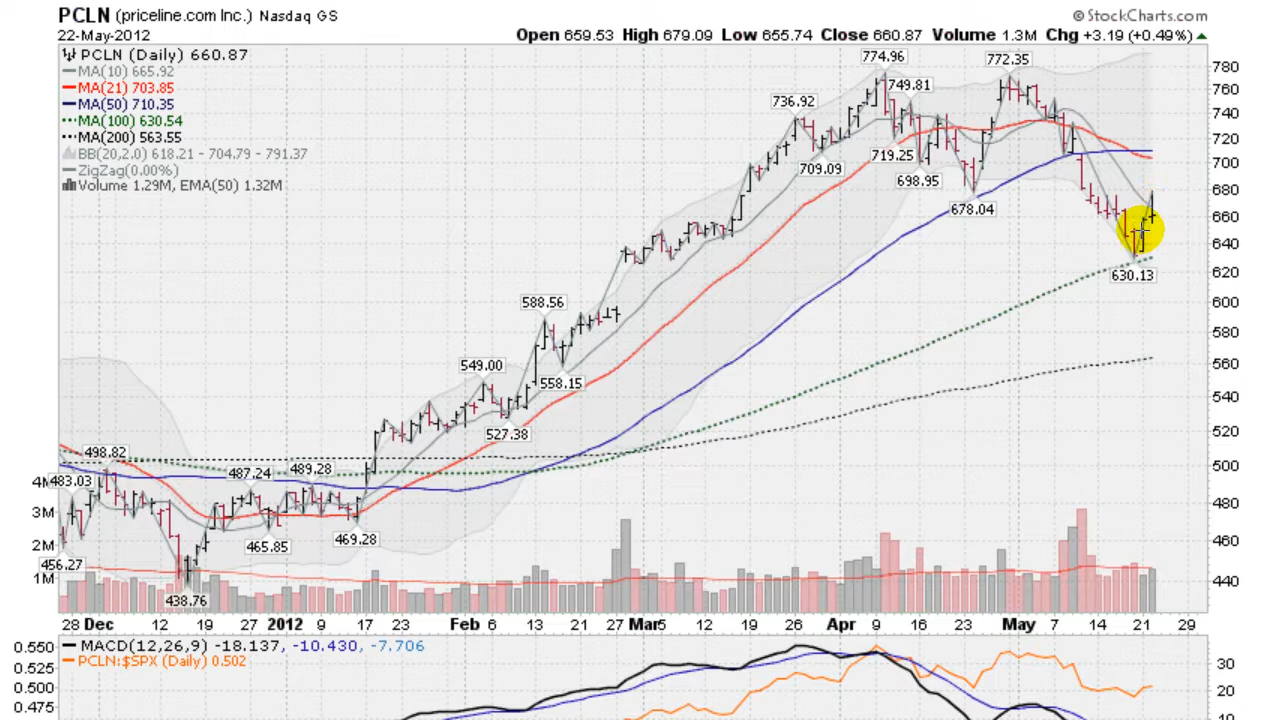 PCLN (priceline.com Inc.) Nasdaq GS
© StockCharts.com
22-May-2012
Open 659.53 High 679.09 Low 655.74 Close 660.87 Volume 1.3M Chg +3.19 (+0.49%)
PCLN (Daily) 660.87
MA(10) 665.92
MA(21) 703.85
MA(50) 710.35
MA(100) 630.54
MA(200) 563.55
BB(20,2.0) 618.21 - 704.79 - 791.37
ZigZag(0.00%)
Volume 1.29M, EMA(50) 1.32M
774.96
772.35
749.81
736.92
719.25
709.09
698.95
678.04
630.13
588.56
558.15
549.00
527.38
498.82
487.24
489.28
483.03
465.85
469.28
456.27
438.76
780
760
740
720
700
680
660
640
620
600
580
560
540
520
500
480
460
440
4M
3M
2M
1M
28 Dec 12 19 27 2012 9 17 23 Feb 6 13 21 27 Mar 5 12 19 26 Apr 9 16 23 May 7 14 21 29
MACD(12,26,9) -18.137, -10.430, -7.706
PCLN:$SPX (Daily) 0.502
0.550
0.525
0.500
0.475
30
20
10